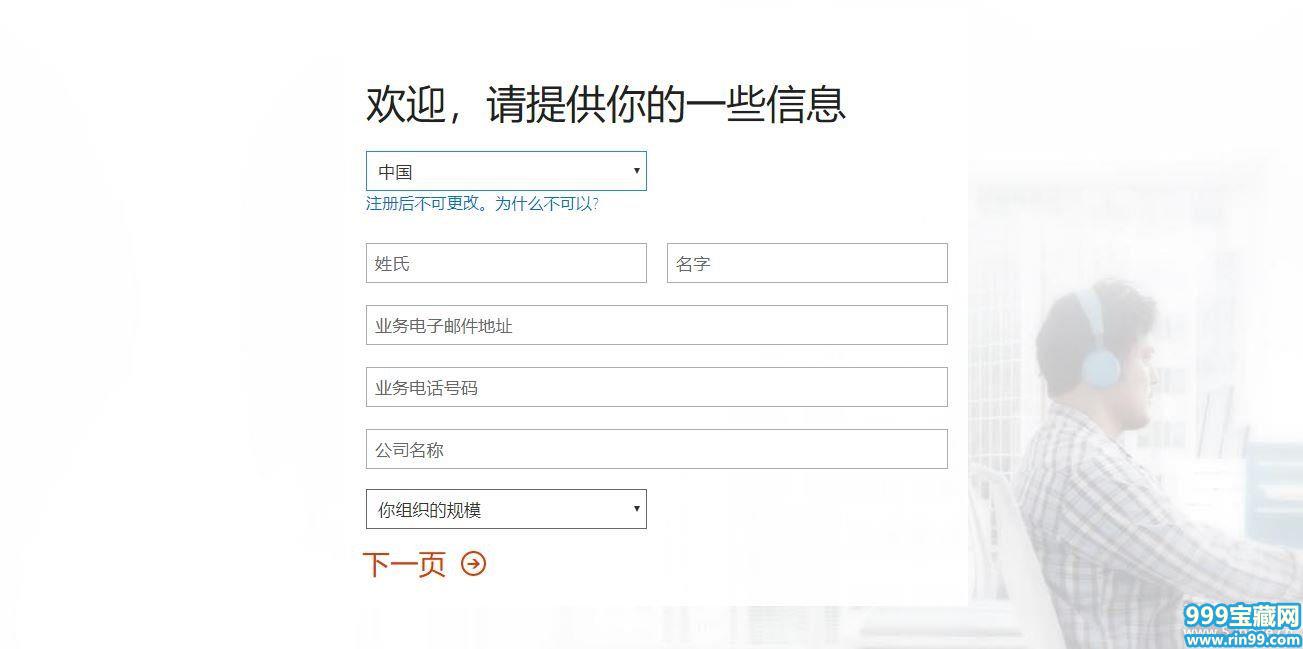 欢迎，请提供你的一些信息
中国
注册后不可更改。为什么不可以?
姓氏 名字
业务电子邮件地址
业务电话号码
公司名称
你组织的规模
下一页
999宝藏网
www.rin99.com